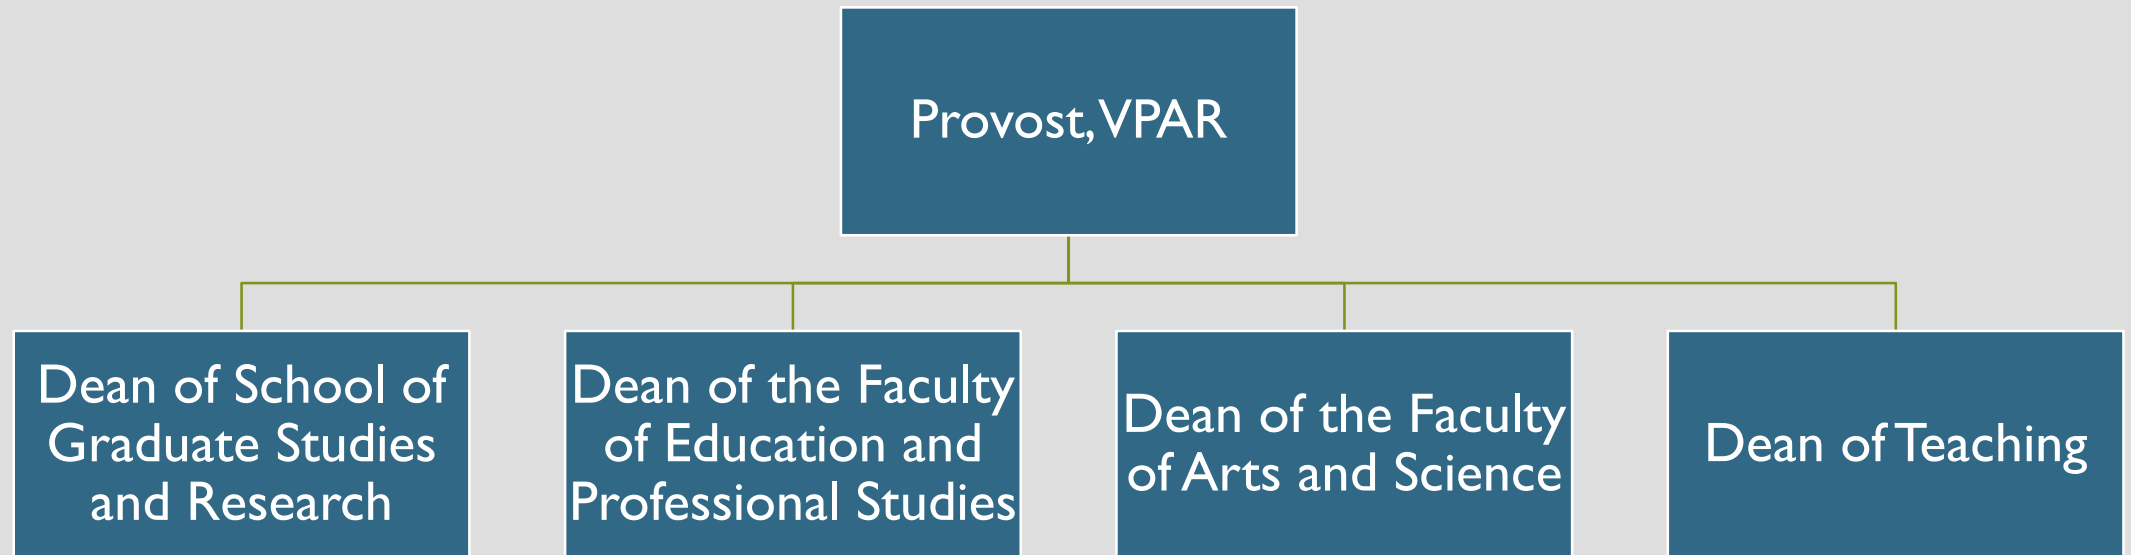 Provost, VPAR
Dean of School of
Graduate Studies
and Research
Dean of the Faculty
of Education and
Professional Studies
Dean of the Faculty
of Arts and Science
Dean of Teaching